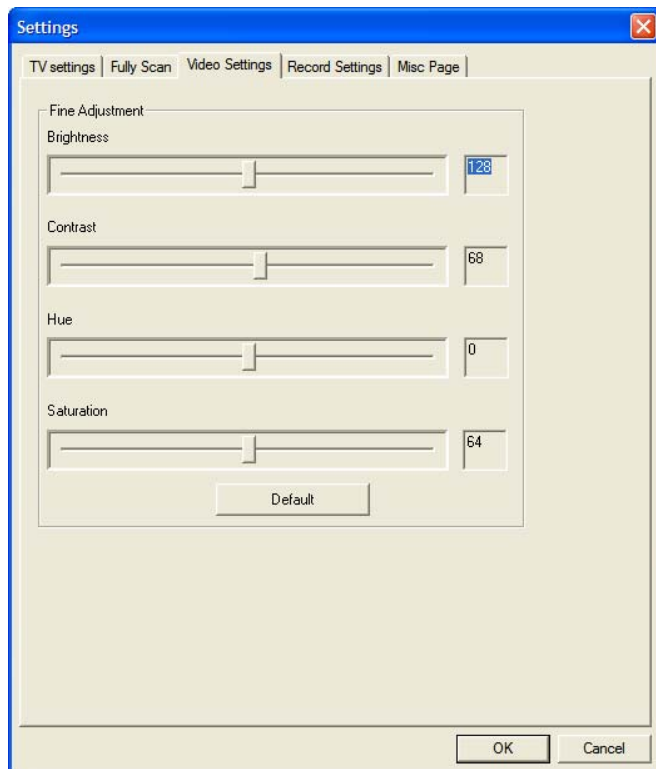 Settings
TV settings
Fully Scan
Video Settings
Record Settings
Misc Page
Fine Adjustment
Brightness
128
Contrast
68
Hue
0
Saturation
64
Default
OK
Cancel